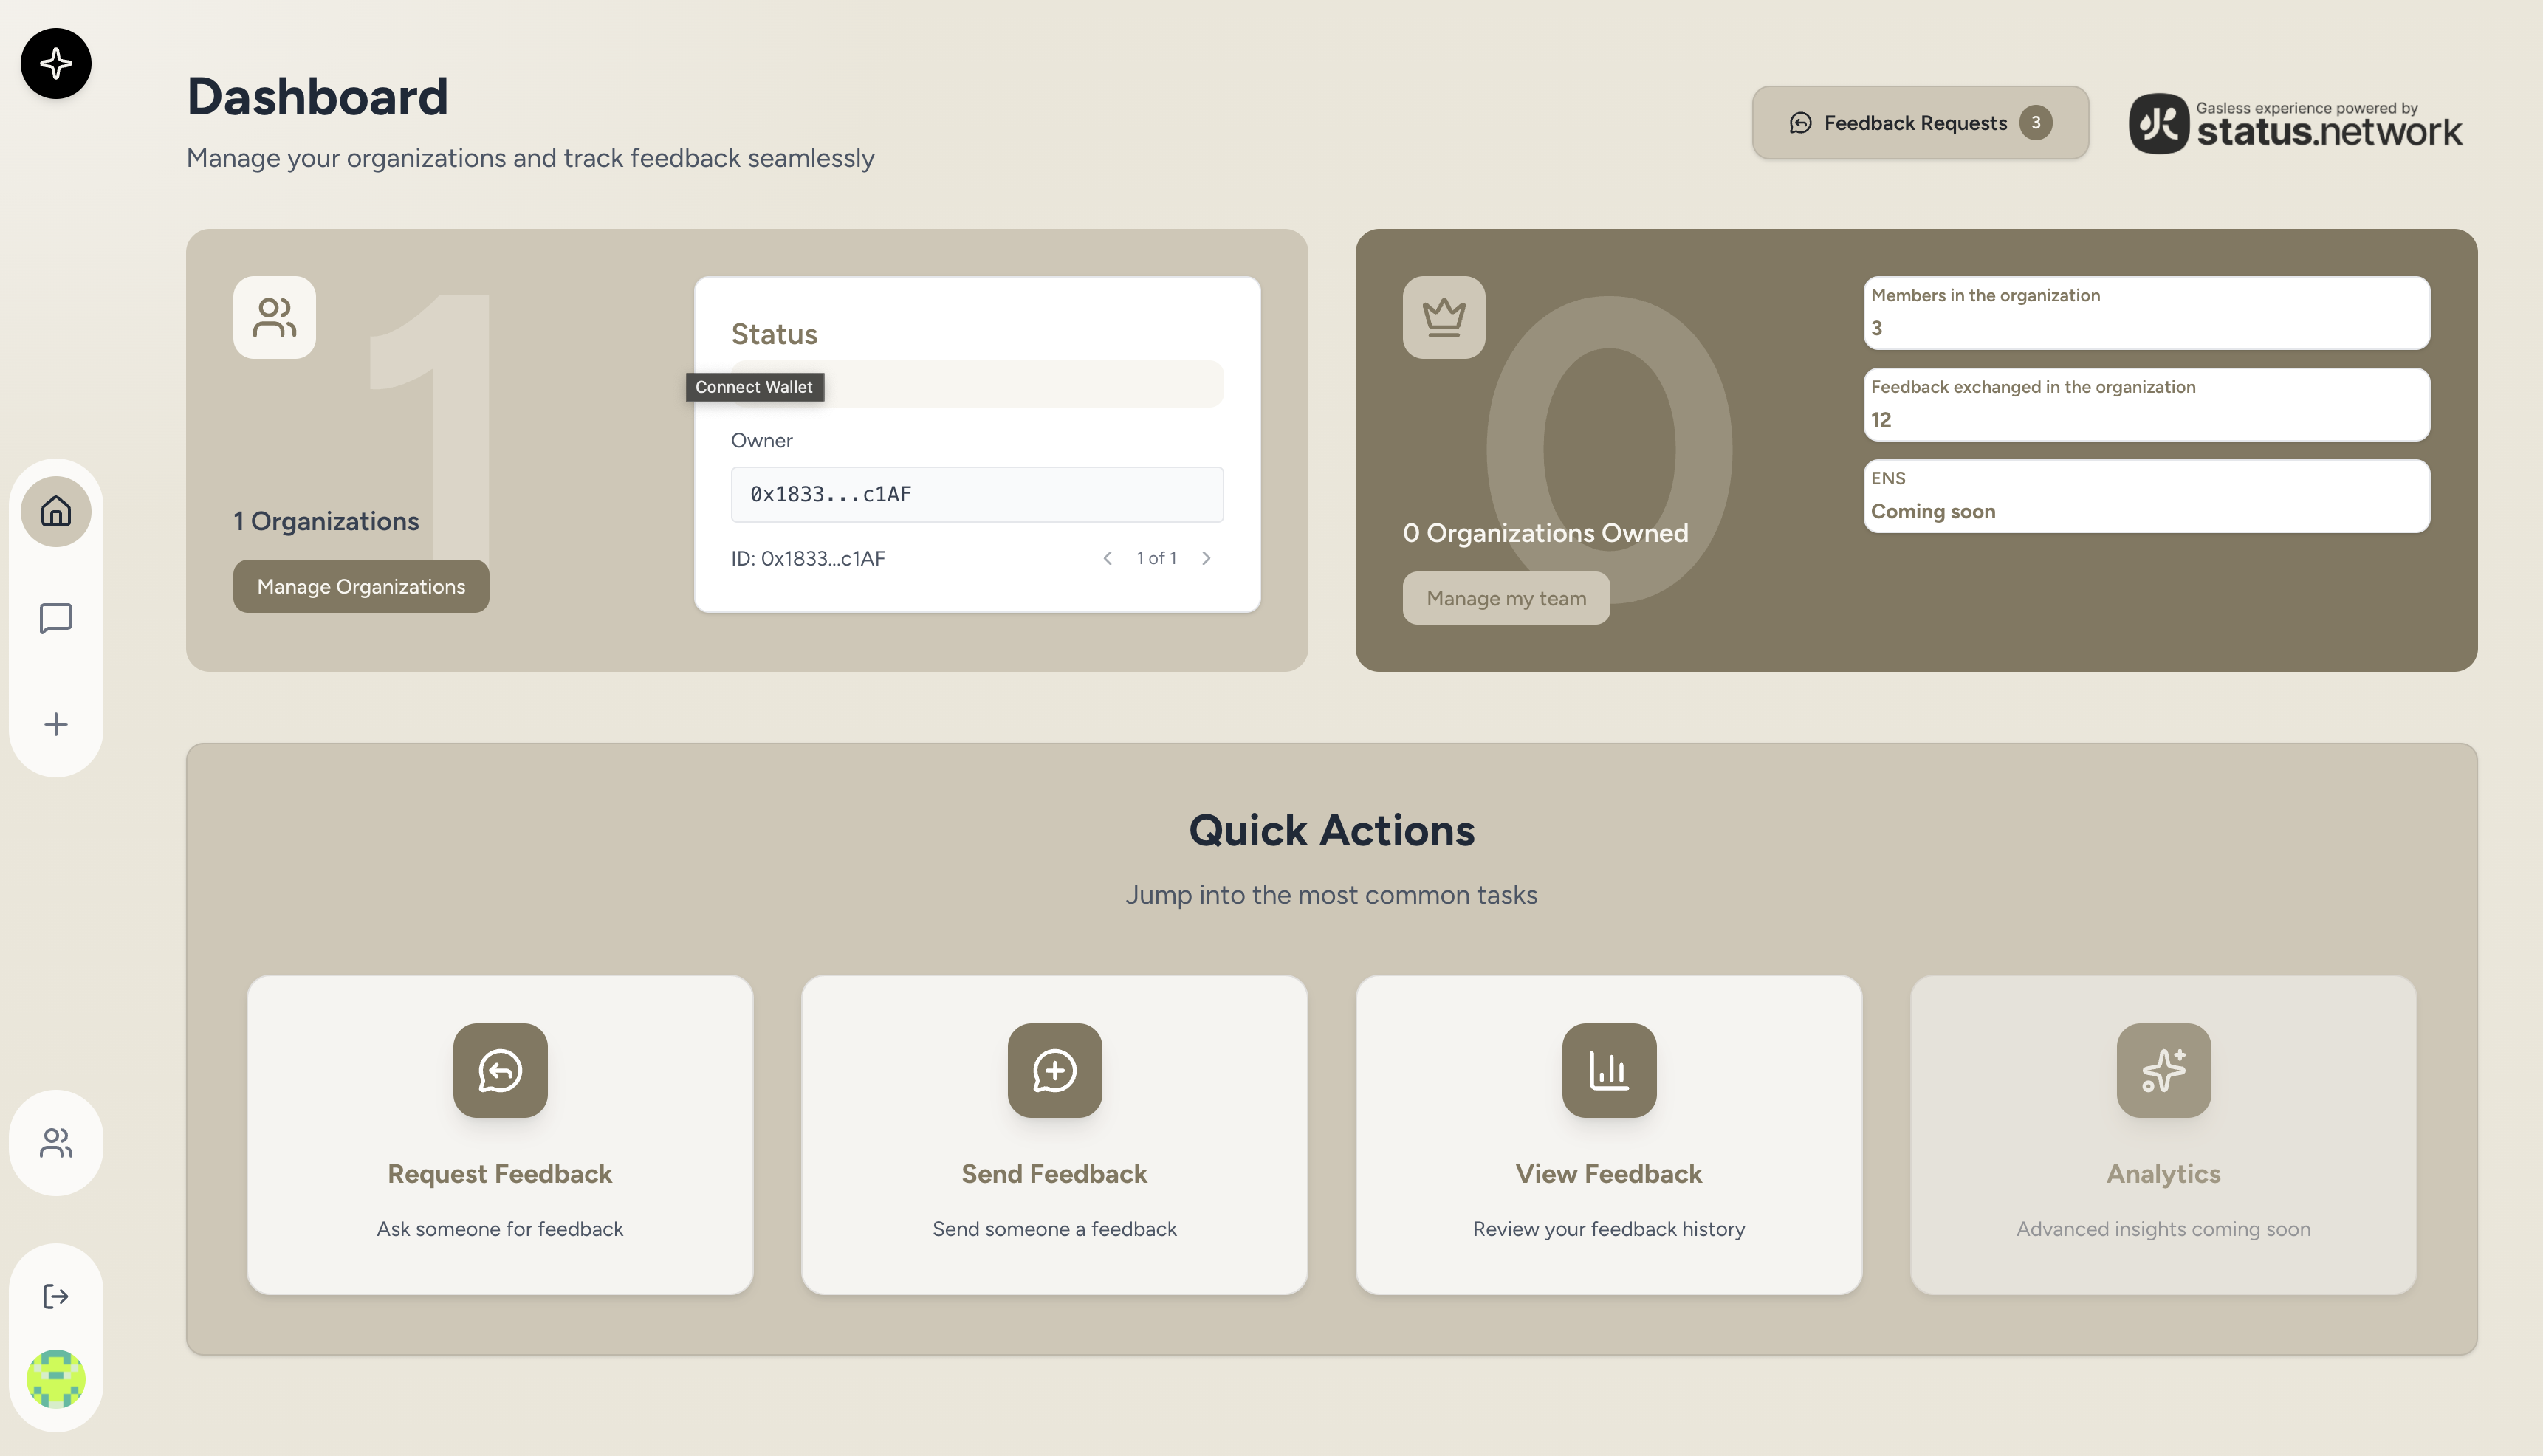 Dashboard
Manage your organizations and track feedback seamlessly
Feedback Requests 3
Gasless experience powered by
status.network
1
1 Organizations
Manage Organizations
Status
Connect Wallet
Owner
0x1833...c1AF
ID: 0x1833...c1AF
1 of 1
0
0 Organizations Owned
Manage my team
Members in the organization
3
Feedback exchanged in the organization
12
ENS
Coming soon
Quick Actions
Jump into the most common tasks
Request Feedback
Ask someone for feedback
Send Feedback
Send someone a feedback
View Feedback
Review your feedback history
Analytics
Advanced insights coming soon